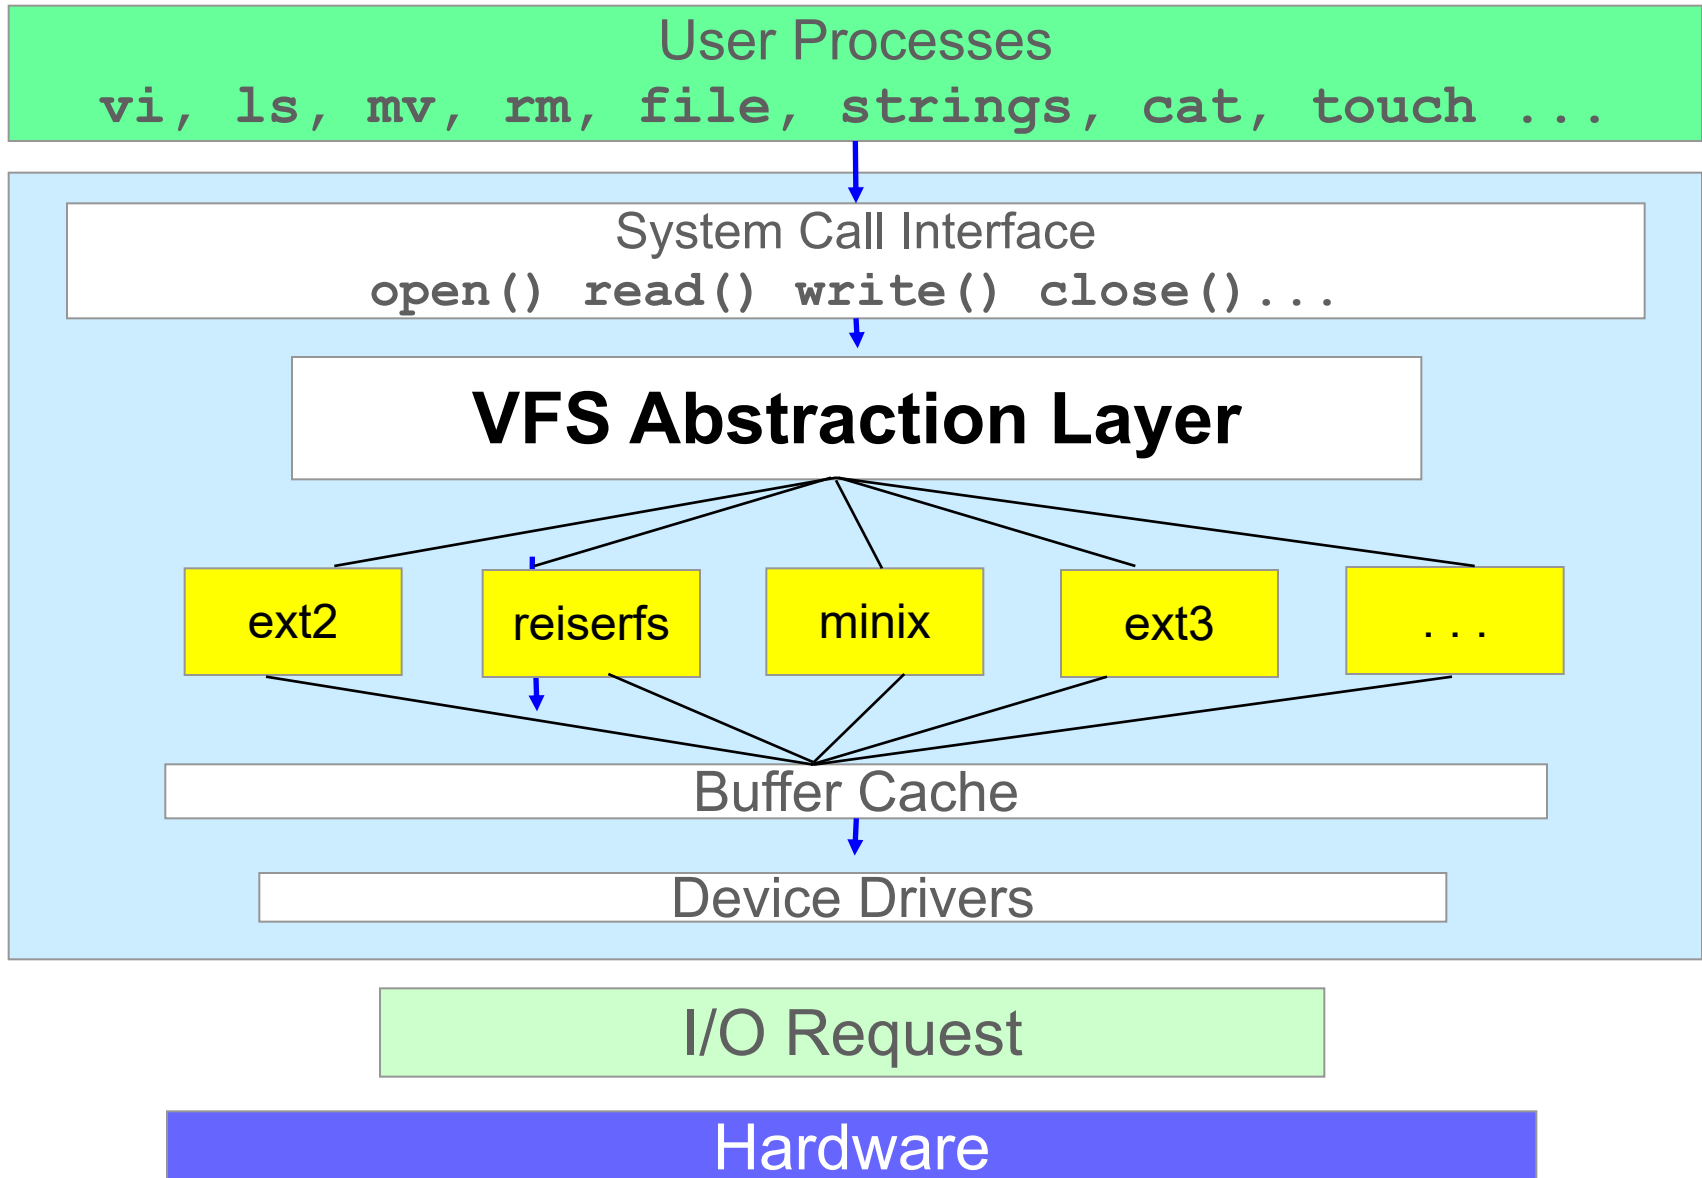 User Processes
vi, ls, mv, rm, file, strings, cat, touch ...
System Call Interface
open() read() write() close()...
VFS Abstraction Layer
ext2
reiserfs
minix
ext3
. . .
Buffer Cache
Device Drivers
I/O Request
Hardware